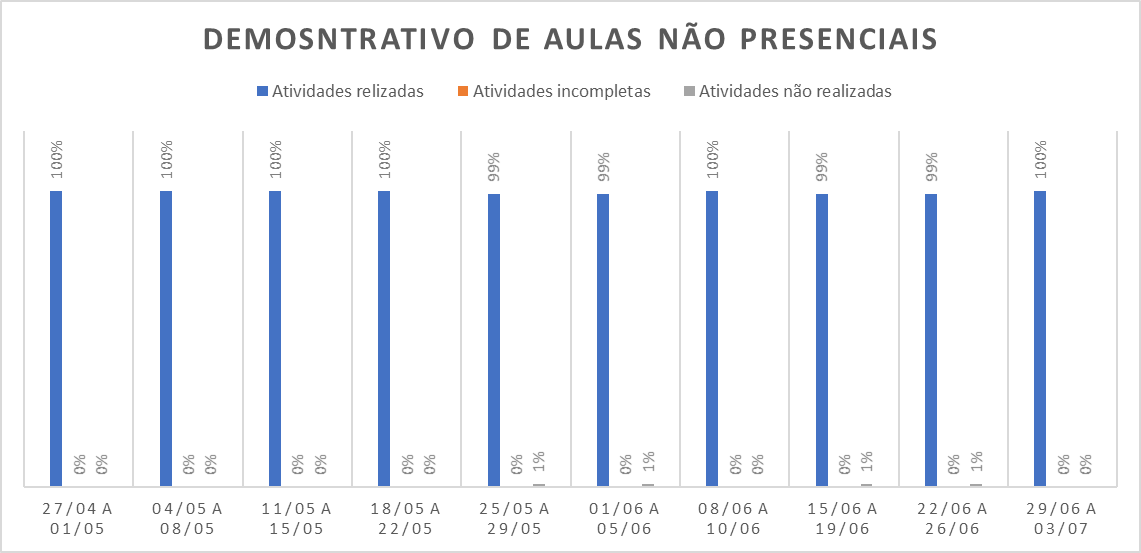 DEMOSNTRATIVO DE AULAS NÃO PRESENCIAIS
Atividades relizadas Atividades incompletas Atividades não realizadas
100% 0% 0%
100% 0% 0%
100% 0% 0%
100% 0% 0%
99% 0% 1%
99% 0% 1%
100% 0% 0%
99% 0% 1%
99% 0% 1%
100% 0% 0%
27/04 A
01/05
04/05 A
08/05
11/05 A
15/05
18/05 A
22/05
25/05 A
29/05
01/06 A
05/06
08/06 A
10/06
15/06 A
19/06
22/06 A
26/06
29/06 A
03/07